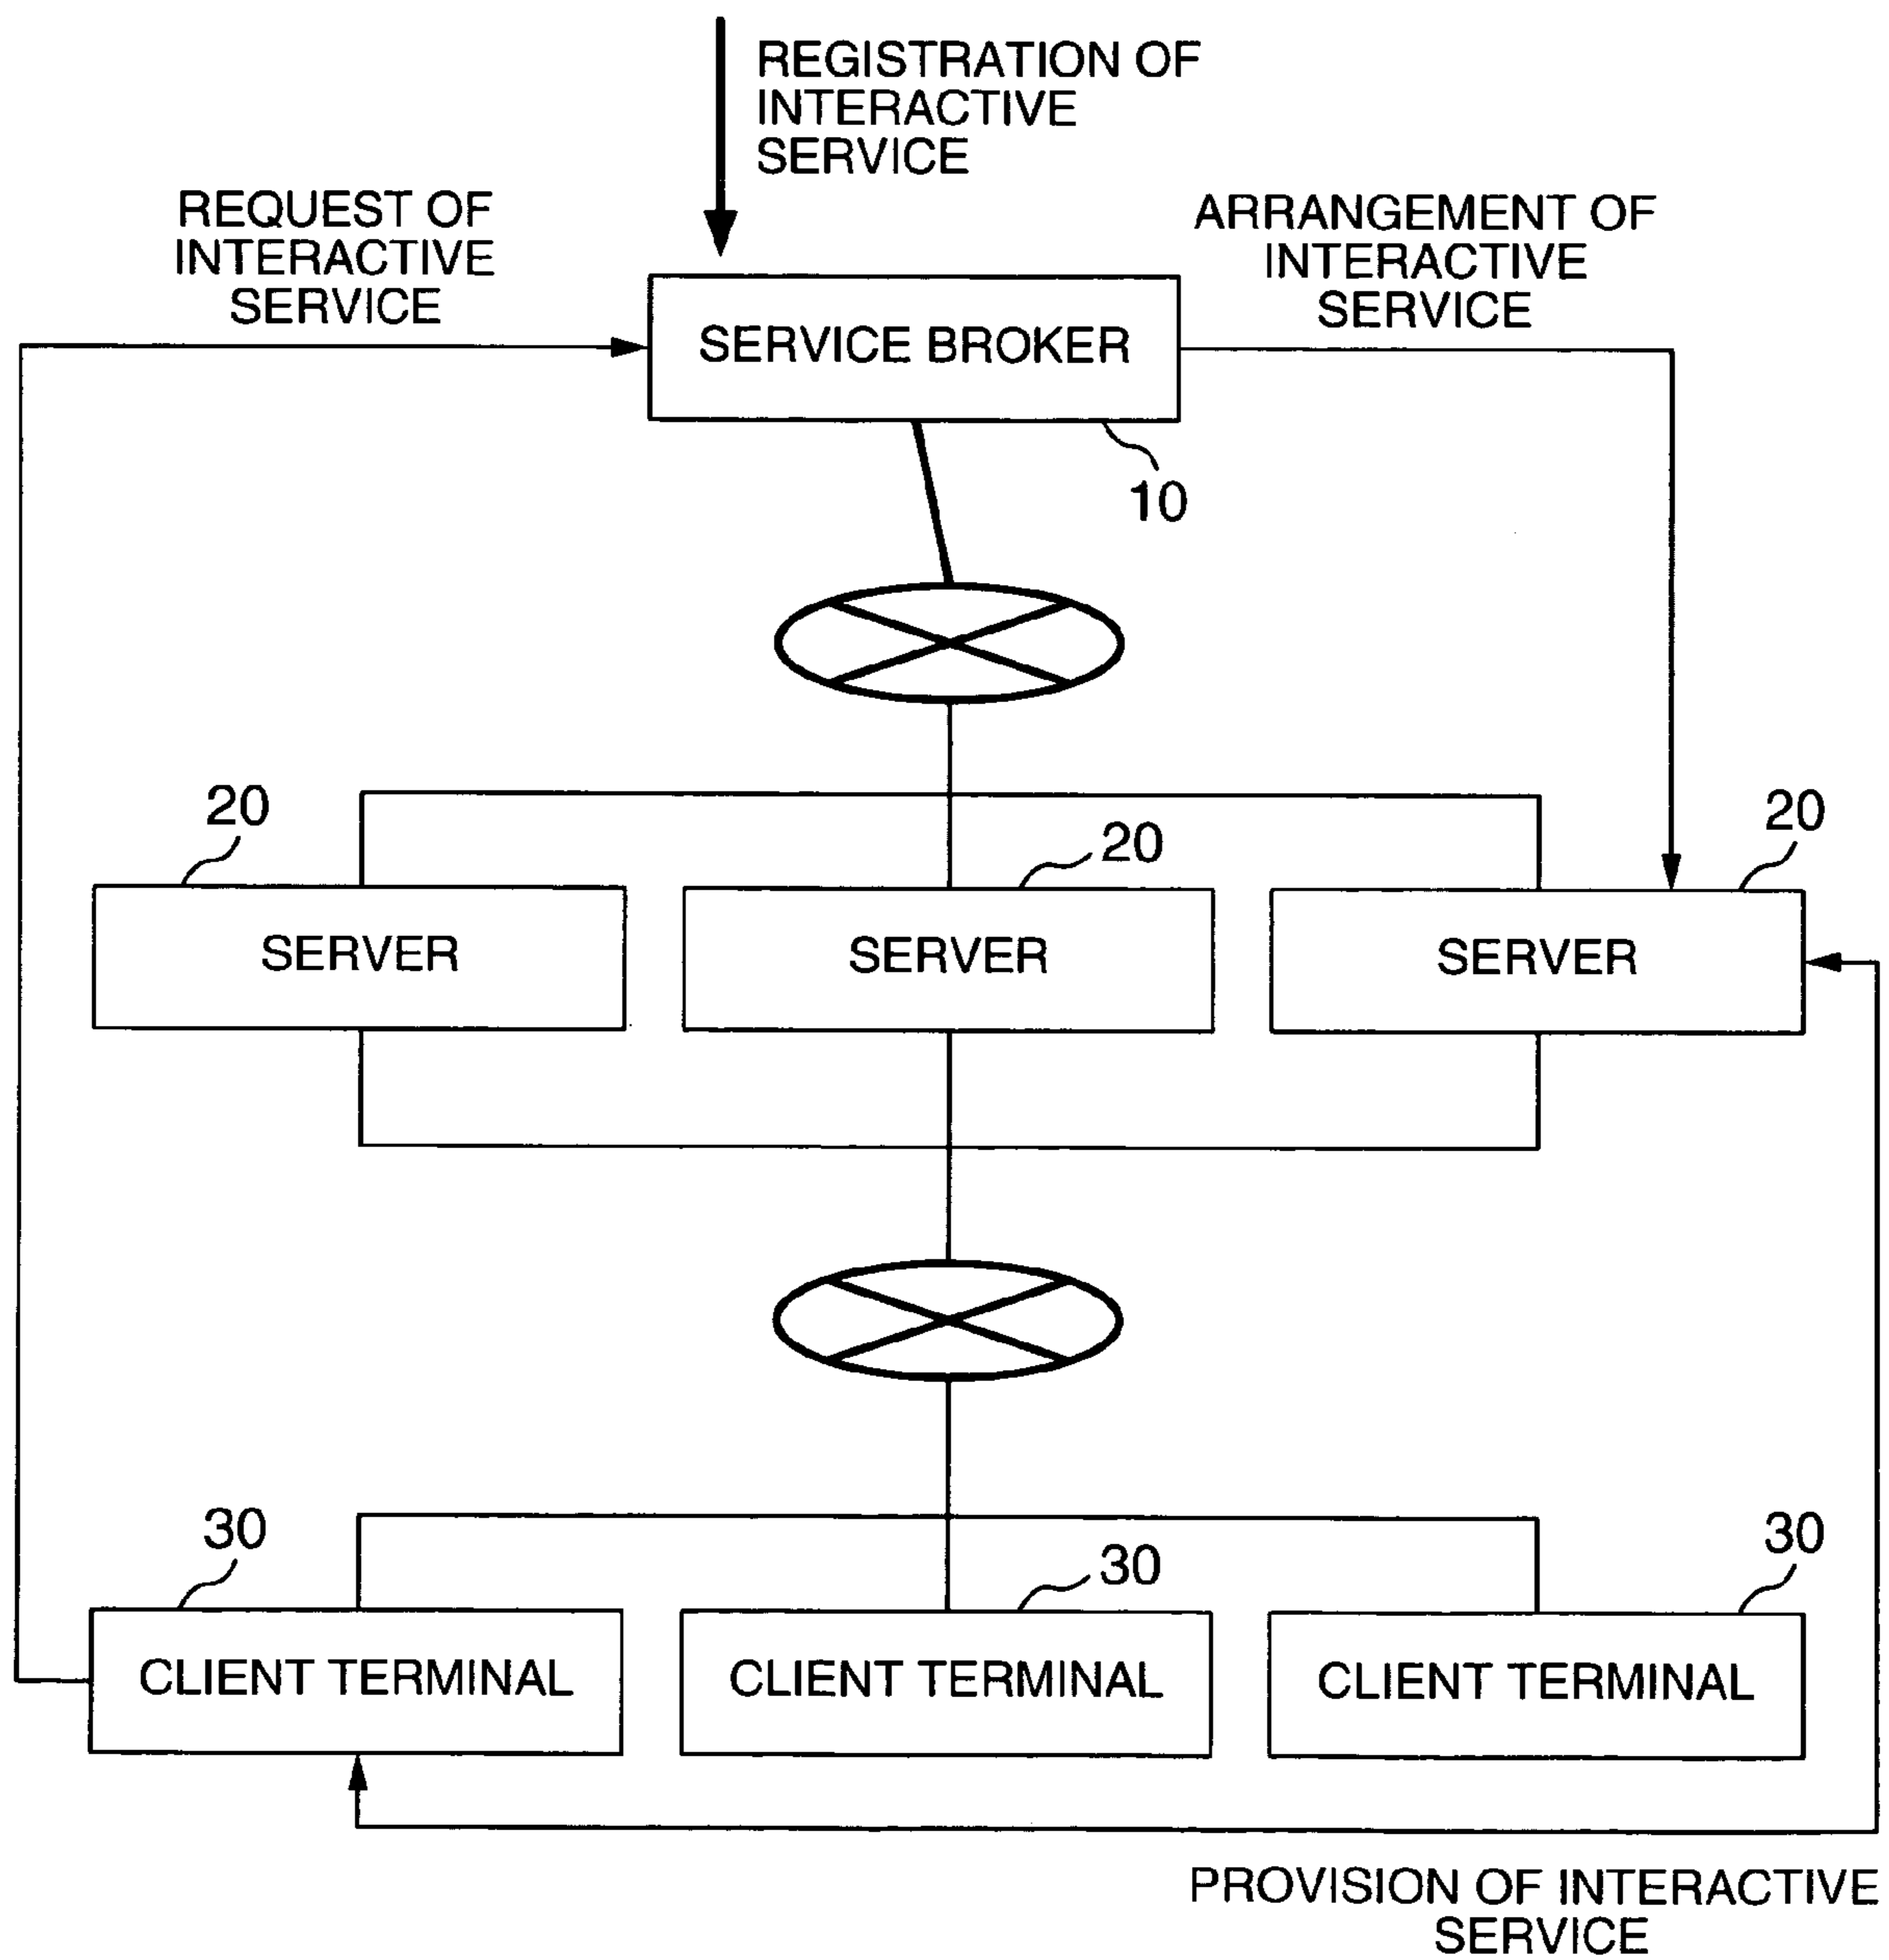 REGISTRATION OF
INTERACTIVE
SERVICE
REQUEST OF
INTERACTIVE
SERVICE
ARRANGEMENT OF
INTERACTIVE
SERVICE
SERVICE BROKER
10
20
20
20
SERVER
SERVER
SERVER
30
30
30
CLIENT TERMINAL
CLIENT TERMINAL
CLIENT TERMINAL
PROVISION OF INTERACTIVE
SERVICE